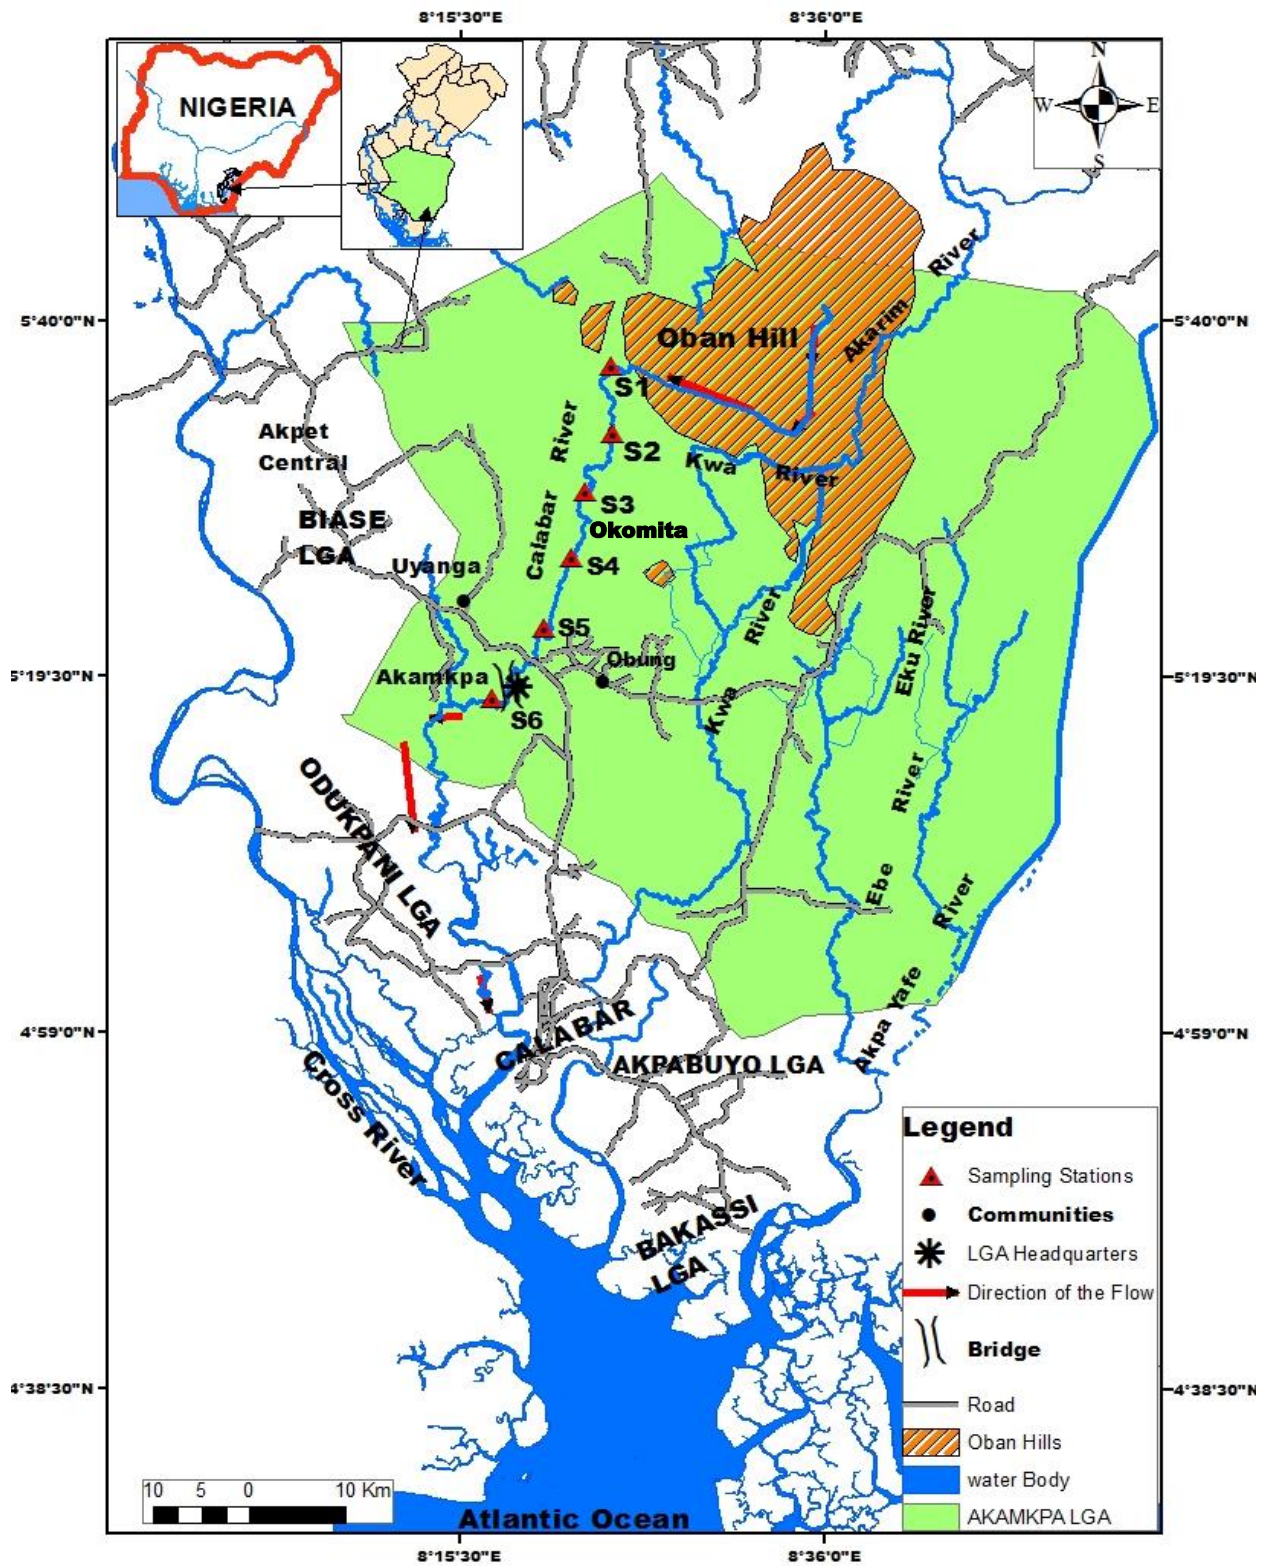 8°15'30"E
8°36'0"E
NIGERIA
N
W
E
S
5°40'0"N
5°40'0"N
Oban Hill
Akarim
River
S1
S2
S3
S4
S5
S6
Calabar
River
Kwa
River
Okomita
Akpet
Central
BIASE
LGA
Uyanga
Obung
Akamkpa
River
Kwa
Eku River
5°19'30"N
5°19'30"N
River
Ebe
River
ODUKPANI LGA
CALABAR
AKPABUYO LGA
Akpa Yafe
4°59'0"N
4°59'0"N
Cross River
BAKASSI
LGA
Legend
Sampling Stations
Communities
LGA Headquarters
Direction of the Flow
Bridge
Road
Oban Hills
water Body
AKAMKPA LGA
4°38'30"N
4°38'30"N
10 5 0 10 Km
Atlantic Ocean
8°15'30"E
8°36'0"E